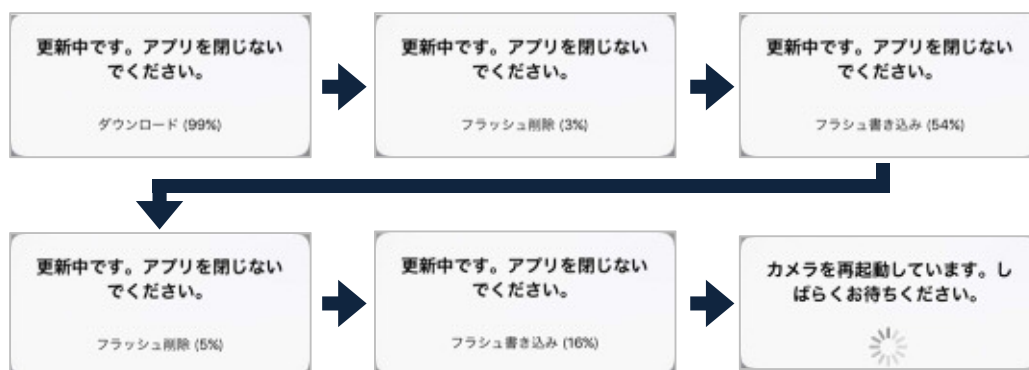 更新中です。アプリを閉じない
でください。
ダウンロード (99%)
更新中です。アプリを閉じない
でください。
フラッシュ削除 (3%)
更新中です。アプリを閉じない
でください。
フラシュ書き込み (54%)
更新中です。アプリを閉じない
でください。
フラッシュ削除 (5%)
更新中です。アプリを閉じない
でください。
フラシュ書き込み (16%)
カメラを再起動しています。し
ばらくお待ちください。